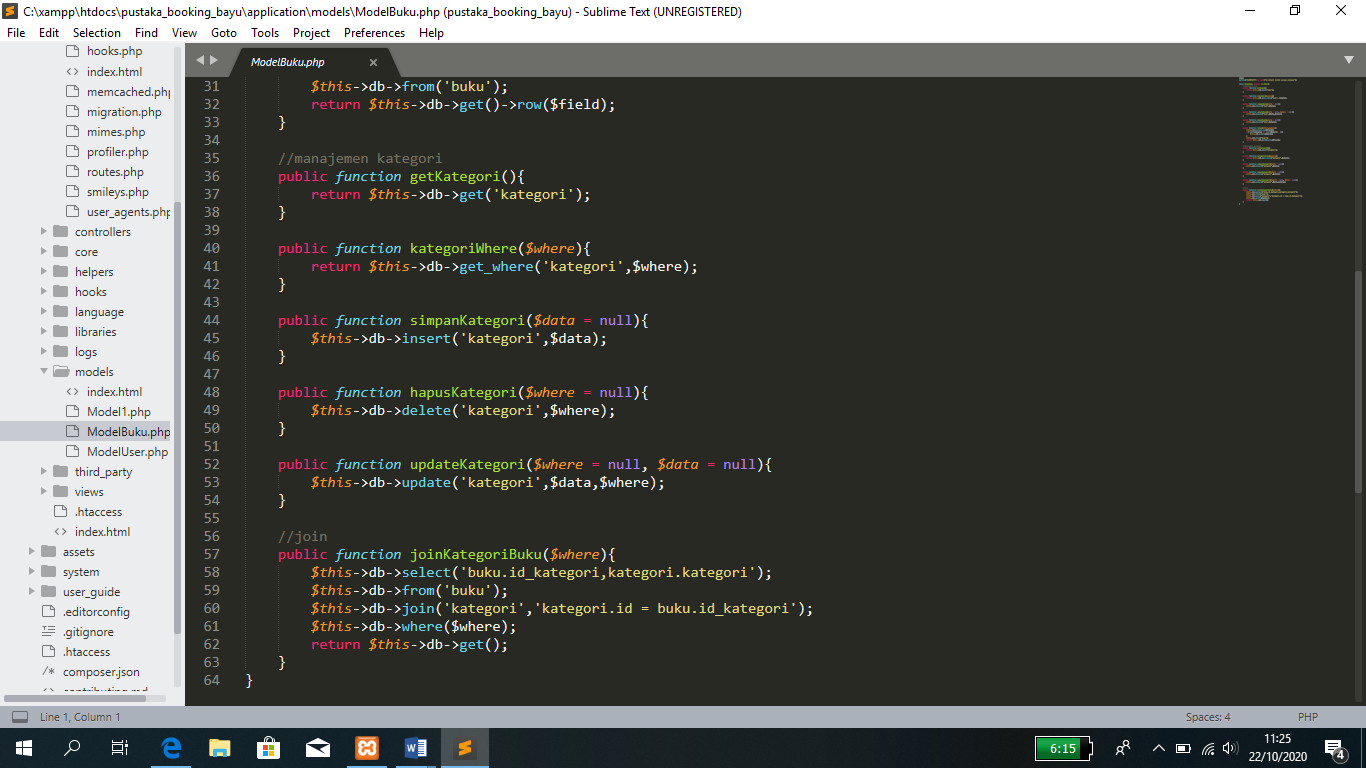 C:\xampp\htdocs\pustaka_booking_bayu\application\models\ModelBuku.php (pustaka_booking_bayu) - Sublime Text (UNREGISTERED)
File Edit Selection Find View Goto Tools Project Preferences Help
hooks.php
index.html
memcached.php
migration.php
mimes.php
profiler.php
routes.php
smileys.php
user_agents.php
controllers
core
helpers
hooks
language
libraries
logs
models
index.html
Model1.php
ModelBuku.php
ModelUser.php
third_party
views
.htaccess
index.html
assets
system
user_guide
.editorconfig
.gitignore
.htaccess
composer.json
ModelBuku.php
31 $this->db->from('buku');
32 return $this->db->get()->row($field);
33 }
34
35 //manajemen kategori
36 public function getKategori(){
37 return $this->db->get('kategori');
38 }
39
40 public function kategoriWhere($where){
41 return $this->db->get_where('kategori',$where);
42 }
43
44 public function simpanKategori($data = null){
45 $this->db->insert('kategori',$data);
46 }
47
48 public function hapusKategori($where = null){
49 $this->db->delete('kategori',$where);
50 }
51
52 public function updateKategori($where = null, $data = null){
53 $this->db->update('kategori',$data,$where);
54 }
55
56 //join
57 public function joinKategoriBuku($where){
58 $this->db->select('buku.id_kategori,kategori.kategori');
59 $this->db->from('buku');
60 $this->db->join('kategori','kategori.id = buku.id_kategori');
61 $this->db->where($where);
62 return $this->db->get();
63 }
64 }
Line 1, Column 1
Spaces: 4
PHP
6:15
11:25
22/10/2020
4